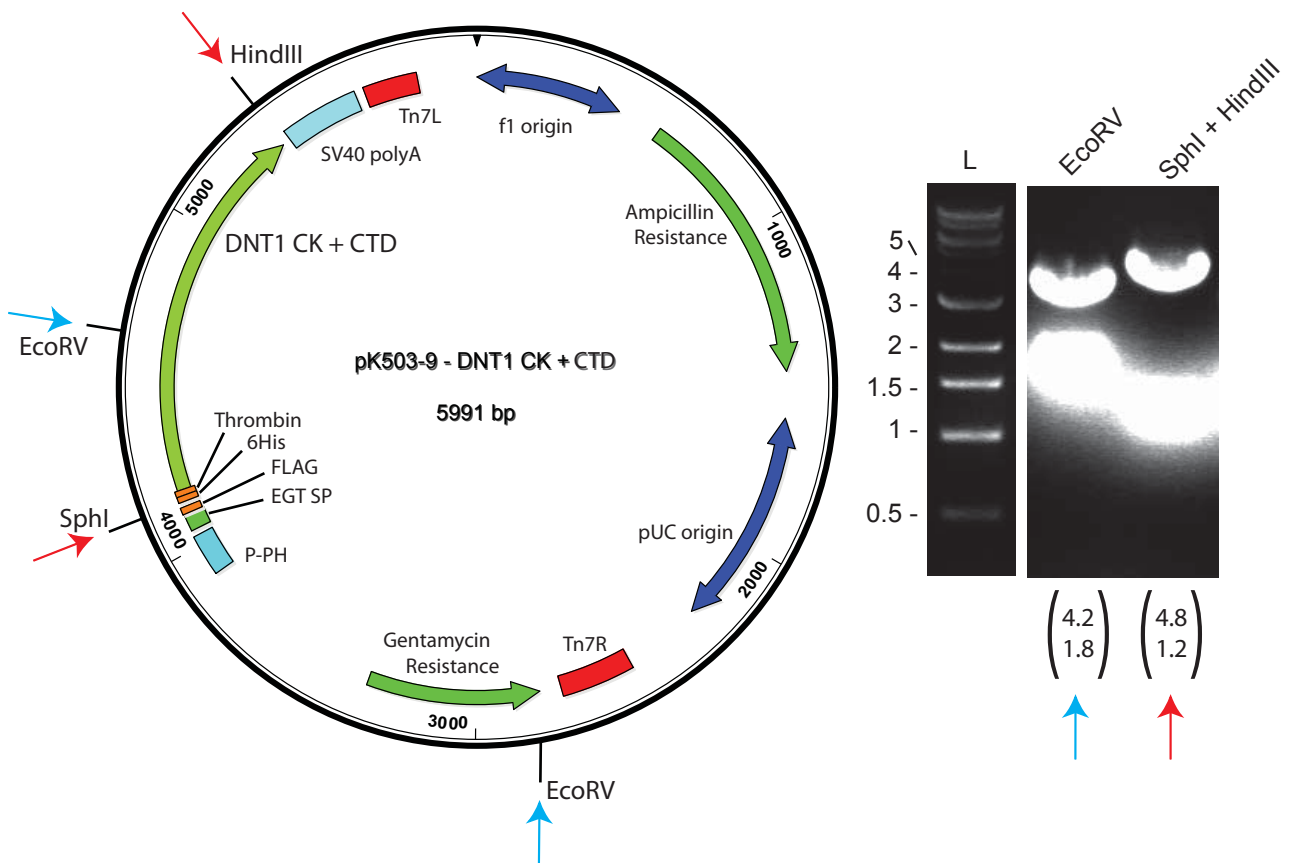 HindIII
Tn7L
SV40 polyA
f1 origin
5000
DNT1 CK + CTD
Ampicillin
Resistance
1000
EcoRV
pK503-9 - DNT1 CK + CTD
5991 bp
Thrombin
6His
FLAG
EGT SP
SphI
4000
P-PH
pUC origin
2000
Gentamycin
Resistance
Tn7R
3000
EcoRV
L
EcoRV
SphI + HindIII
5 \
4 -
3 -
2 -
1.5 -
1 -
0.5 -
4.2
1.8
4.8
1.2